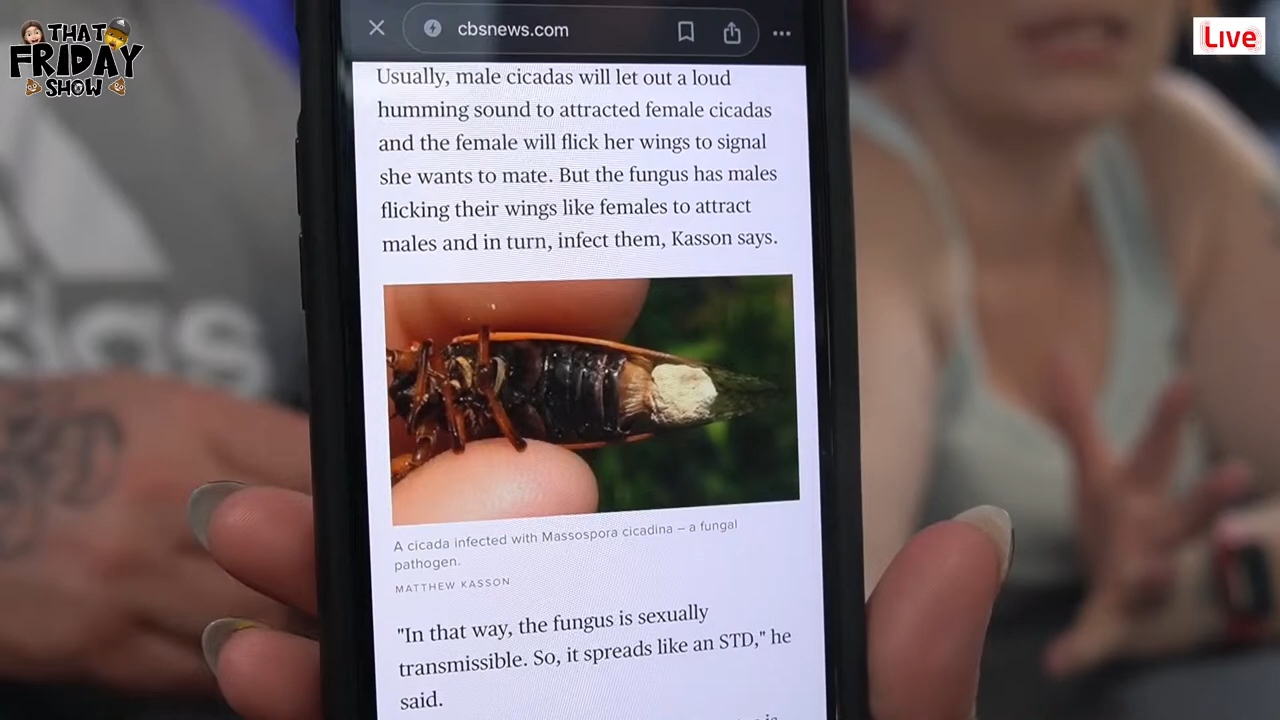 THAT
FRIDAY
SHOW
Live
cbsnews.com
Usually, male cicadas will let out a loud
humming sound to attracted female cicadas
and the female will flick her wings to signal
she wants to mate. But the fungus has males
flicking their wings like females to attract
males and in turn, infect them, Kasson says.
A cicada infected with Massospora cicadina – a fungal
pathogen.
MATTHEW KASSON
"In that way, the fungus is sexually
transmissible. So, it spreads like an STD," he
said.